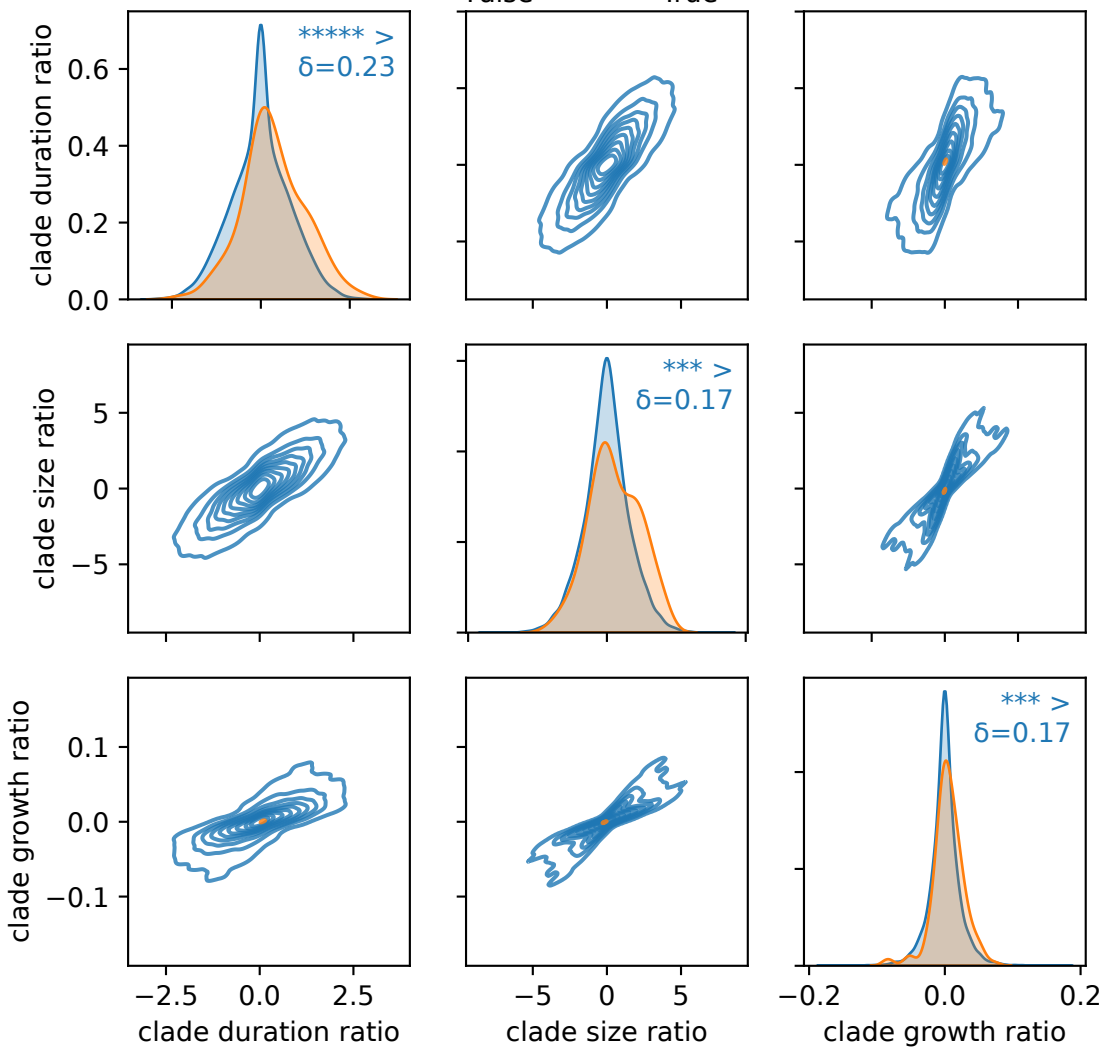 True
clade duration ratio
0.6
0.4
0.2
0.0
***** >
δ=0.23
clade size ratio
5
0
−5
*** >
δ=0.17
clade growth ratio
0.1
0.0
−0.1
*** >
δ=0.17
−2.5 0.0 2.5
−5 0 5
−0.2 0.0 0.2
clade duration ratio
clade size ratio
clade growth ratio